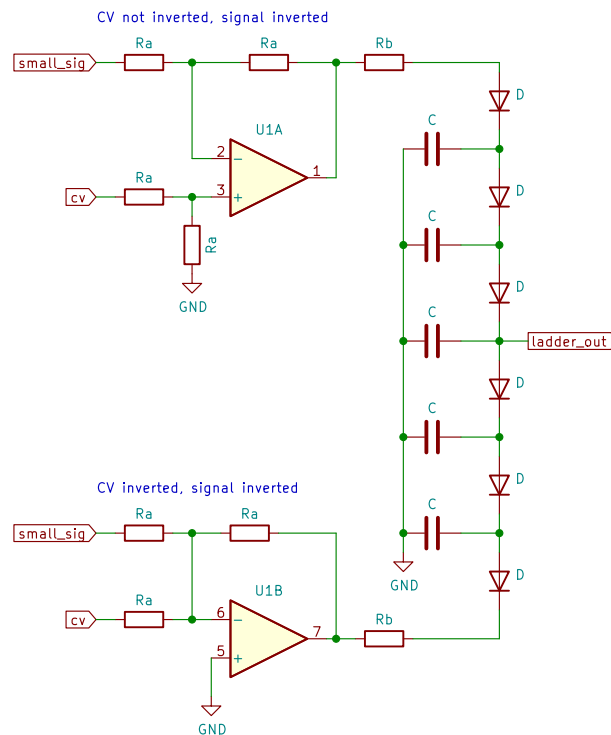 CV not inverted, signal inverted
small_sig
Ra
Ra
Rb
D
U1A
2
−
1
C
cv
Ra
3
+
D
Ra
GND
C
D
C
ladder_out
D
C
CV inverted, signal inverted
D
small_sig
Ra
Ra
C
D
GND
U1B
cv
Ra
6
−
7
Rb
5
+
GND